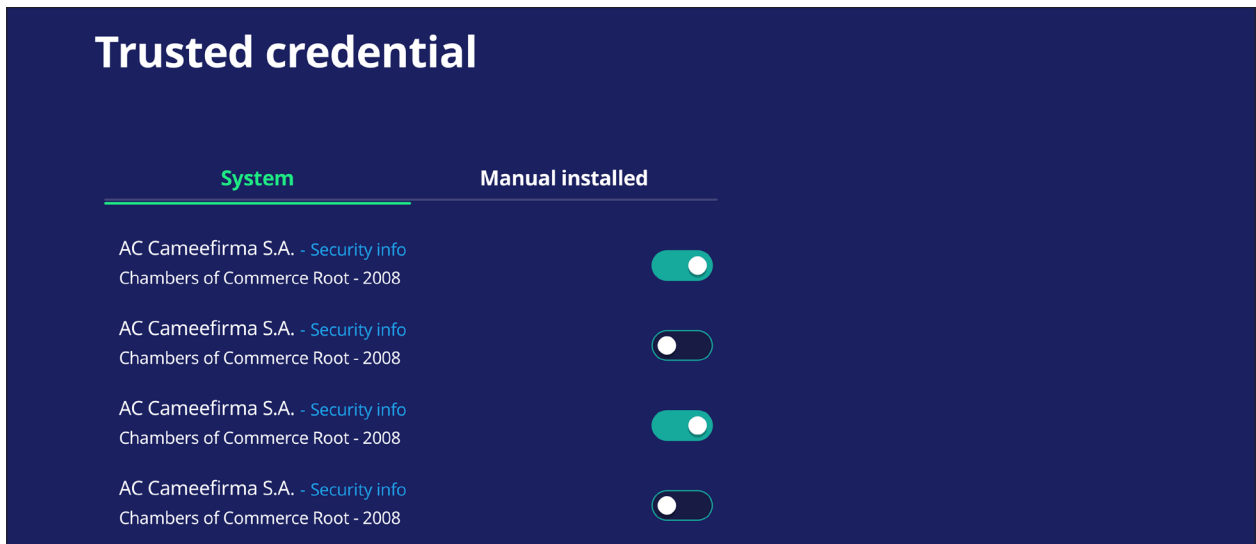 Trusted credential
System
Manual installed
AC Cameefirma S.A. - Security info
Chambers of Commerce Root - 2008
AC Cameefirma S.A. - Security info
Chambers of Commerce Root - 2008
AC Cameefirma S.A. - Security info
Chambers of Commerce Root - 2008
AC Cameefirma S.A. - Security info
Chambers of Commerce Root - 2008